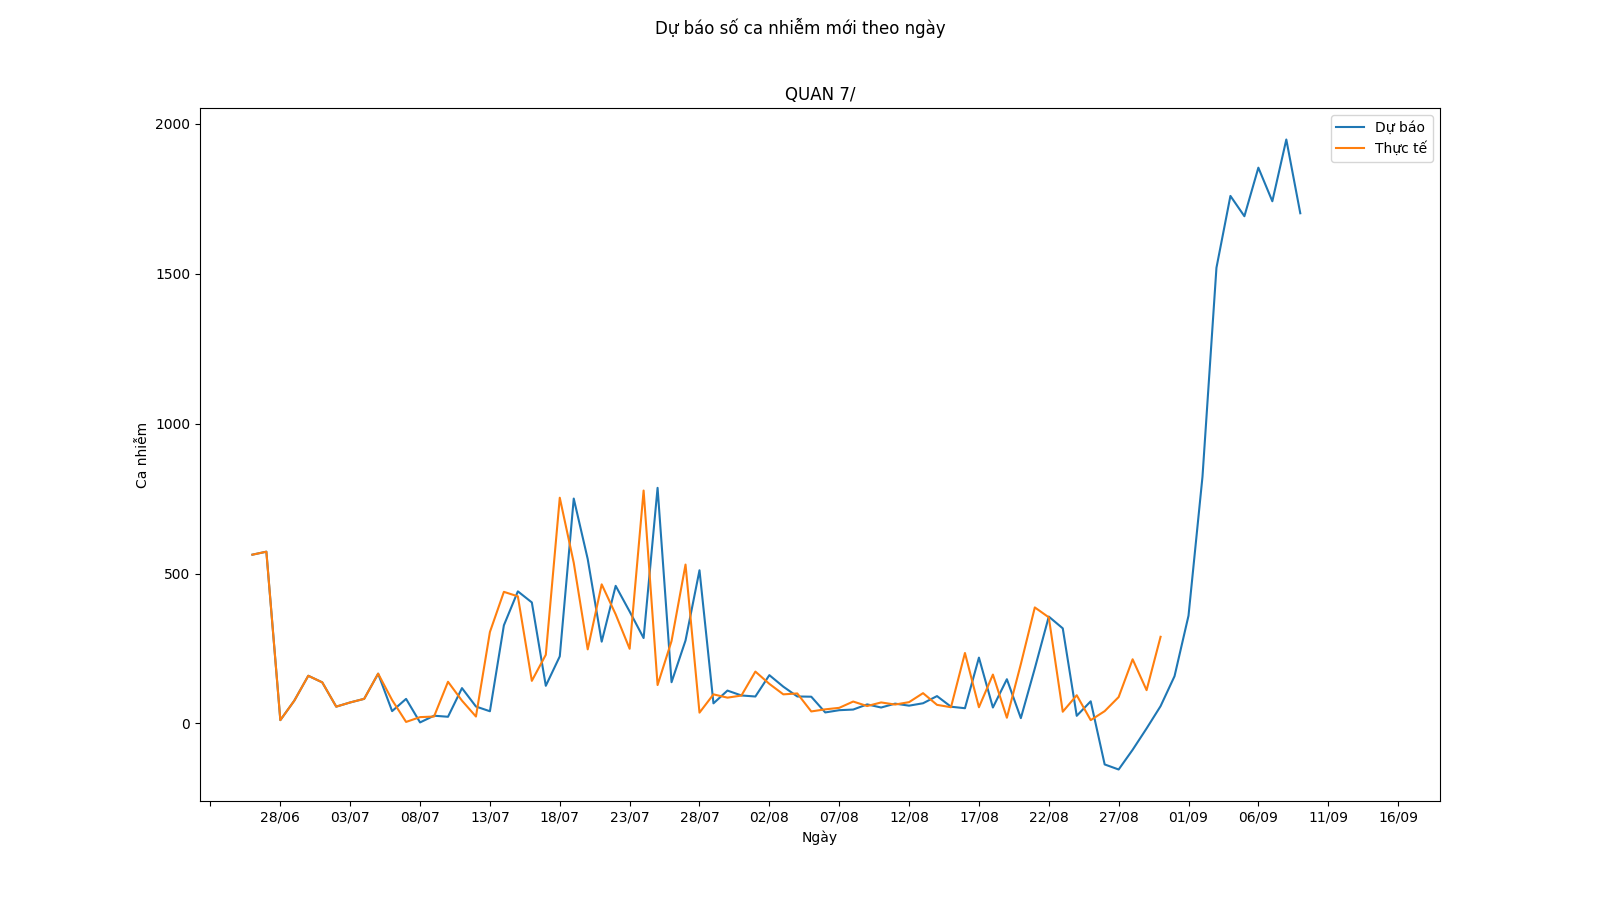 Dự báo số ca nhiễm mới theo ngày
QUAN 7/
Dự báo
Thực tế
2000
1500
1000
500
0
Ca nhiễm
28/06 03/07 08/07 13/07 18/07 23/07 28/07 02/08 07/08 12/08 17/08 22/08 27/08 01/09 06/09 11/09 16/09
Ngày